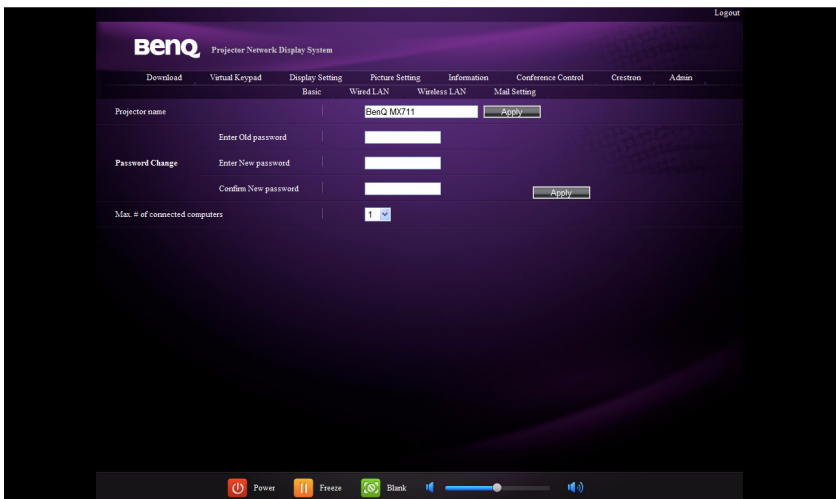 Logout
BenQ Projector Network Display System
Download Virtual Keypad Display Setting Picture Setting Information Conference Control Crestron Admin
Basic Wired LAN Wireless LAN Mail Setting
Projector name BenQ MX711 Apply
Enter Old password
Password Change Enter New password
Confirm New password Apply
Max. # of connected computers 1
Power Freeze Blank